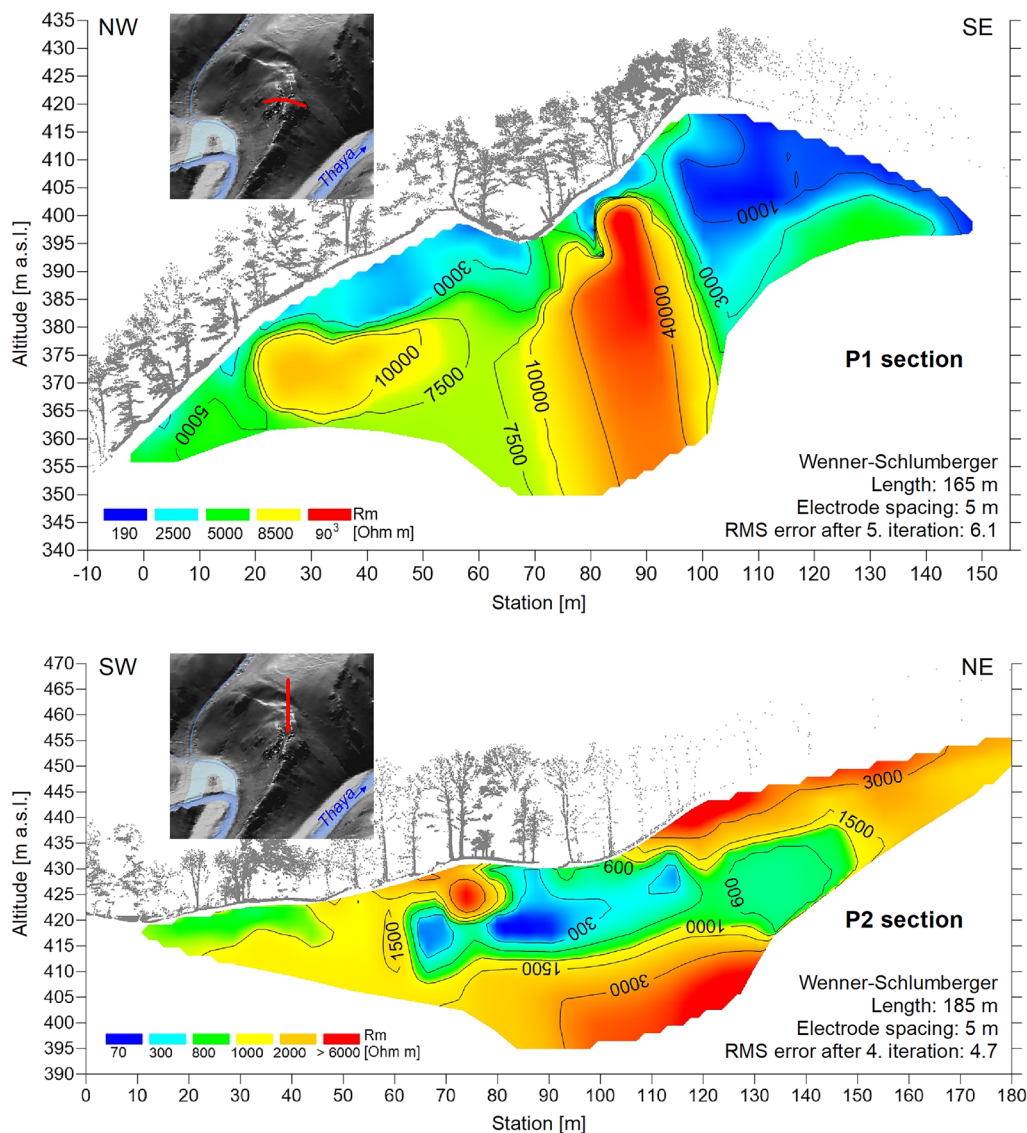 NW
SE
Thaya
Altitude [m a.s.l.]
435
430
425
420
415
410
405
400
395
390
385
380
375
370
365
360
355
350
345
340
1000
3000
3000
40000
10000
7500
10000
7500
5000
P1 section
Wenner-Schlumberger
Length: 165 m
Electrode spacing: 5 m
RMS error after 5. iteration: 6.1
190 2500 5000 8500 90³
Rm
[Ohm m]
-10 0 10 20 30 40 50 60 70 80 90 100 110 120 130 140 150
Station [m]
SW
NE
Thaya
Altitude [m a.s.l.]
470
465
460
455
450
445
440
435
430
425
420
415
410
405
400
395
390
3000
1500
609
600
300
1000
1500
1500
3000
P2 section
Wenner-Schlumberger
Length: 185 m
Electrode spacing: 5 m
RMS error after 4. iteration: 4.7
70 300 800 1000 2000 > 6000
Rm
[Ohm m]
0 10 20 30 40 50 60 70 80 90 100 110 120 130 140 150 160 170 180
Station [m]